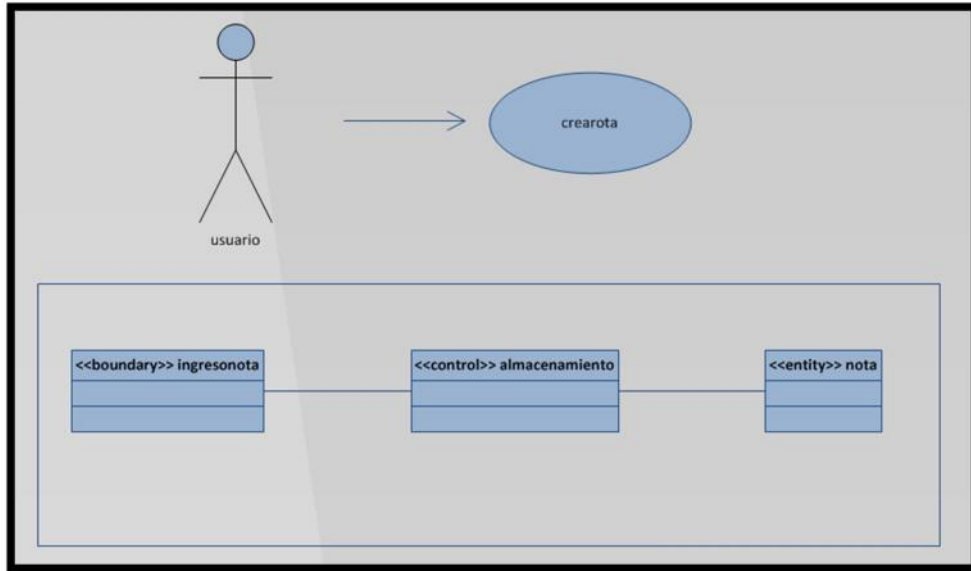 crearota
usuario
<<boundary>> ingresonota
<<control>> almacenamiento
<<entity>> nota